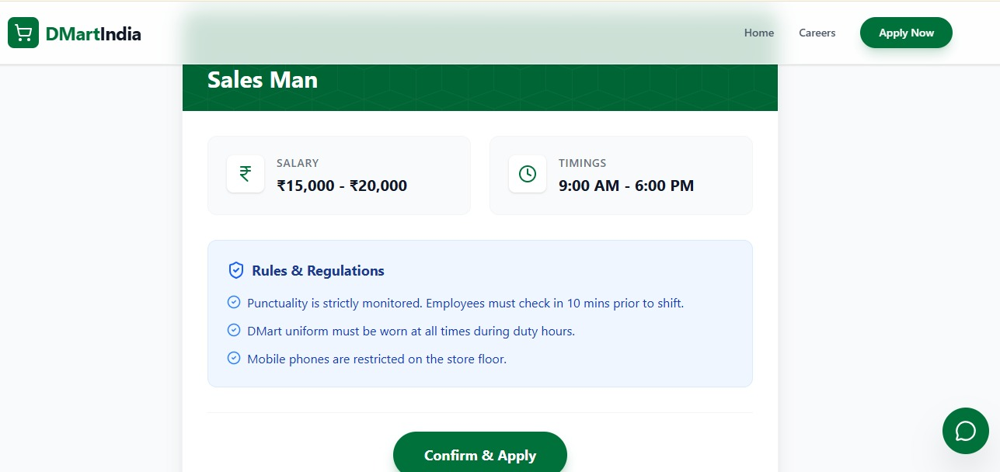 DMartIndia
Home
Careers
Apply Now
Sales Man
SALARY
₹15,000 - ₹20,000
TIMINGS
9:00 AM - 6:00 PM
Rules & Regulations
Punctuality is strictly monitored. Employees must check in 10 mins prior to shift.
DMart uniform must be worn at all times during duty hours.
Mobile phones are restricted on the store floor.
Confirm & Apply